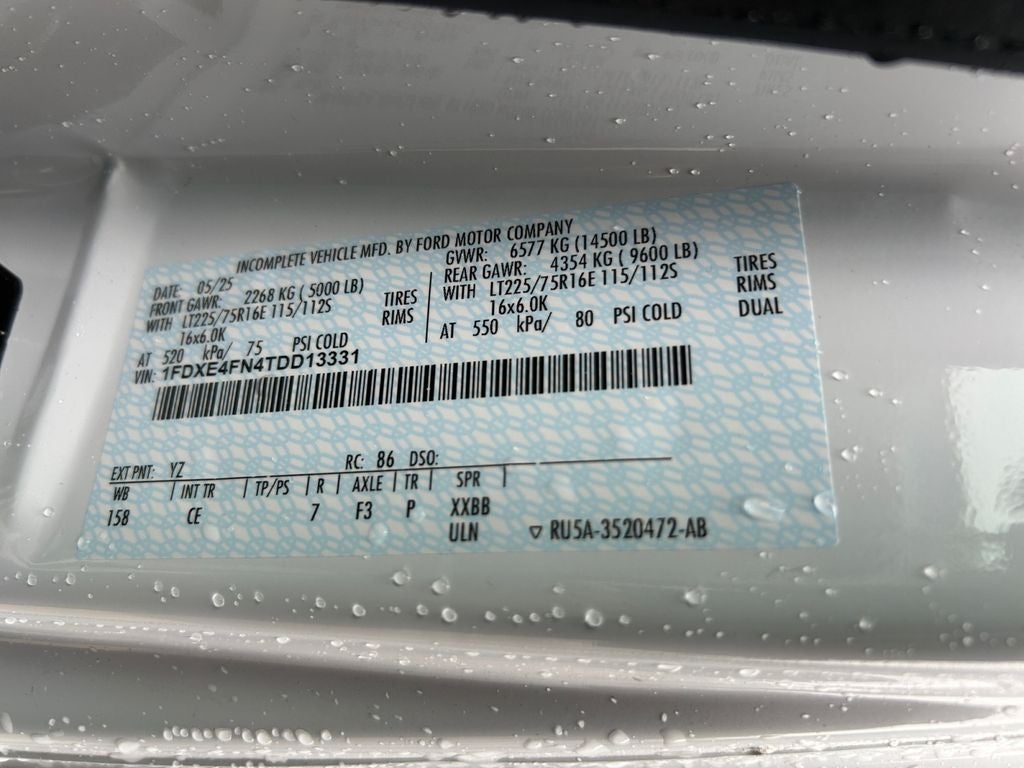 INCOMPLETE VEHICLE MFD. BY FORD MOTOR COMPANY
DATE: 05/25 GVWR: 6577 KG (14500 LB)
FRONT GAWR: 2268 KG ( 5000 LB) REAR GAWR: 4354 KG ( 9600 LB)
WITH LT225/75R16E 115/112S TIRES WITH LT225/75R16E 115/112S TIRES
16x6.0K RIMS 16x6.0K RIMS
AT 520 kPa/ 75 PSI COLD AT 550 kPa/ 80 PSI COLD DUAL
VIN: 1FDXE4FN4TDD13331
EXT PNT: YZ RC: 86 DSO:
WB INT TR TP/PS R AXLE TR SPR
158 CE 7 F3 P XXBB
ULN ▽ RU5A-3520472-AB